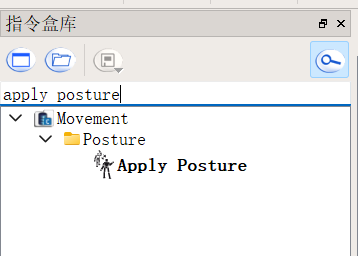 指令盒库
apply posture
Movement
Posture
Apply Posture